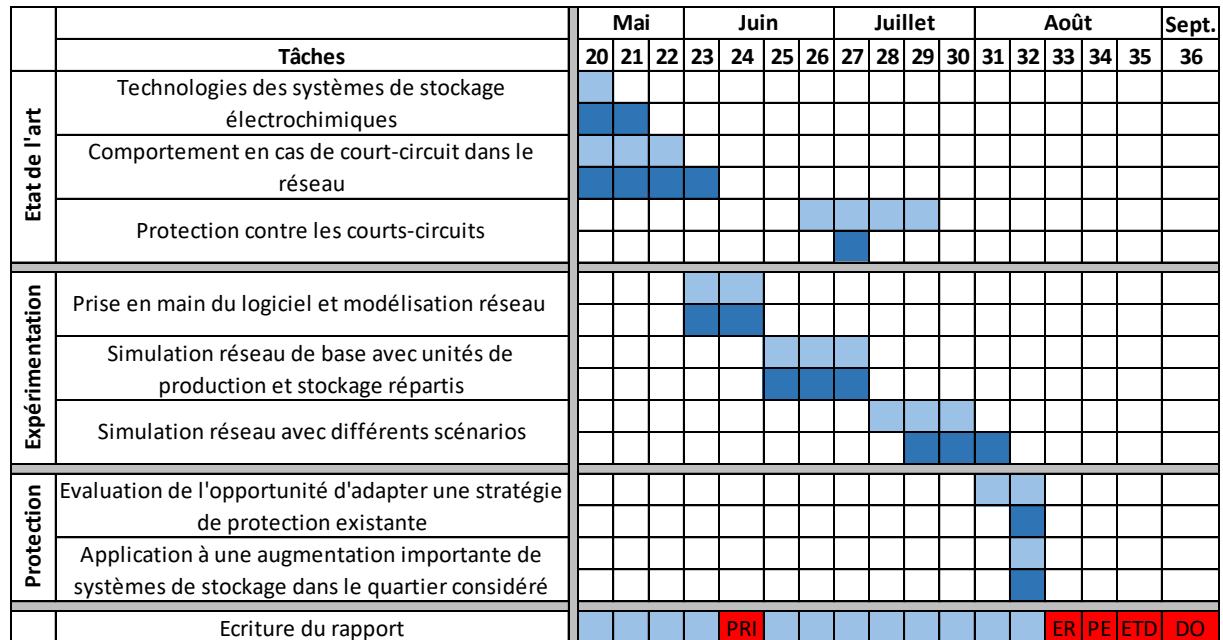 Mai Juin Juillet Août Sept.
Tâches 20 21 22 23 24 25 26 27 28 29 30 31 32 33 34 35 36
Etat de l'art
Technologies des systèmes de stockage
électrochimiques
Comportement en cas de court-circuit dans le
réseau
Protection contre les courts-circuits
Expérimentation
Prise en main du logiciel et modélisation réseau
Simulation réseau de base avec unités de
production et stockage répartis
Simulation réseau avec différents scénarios
Protection
Evaluation de l'opportunité d'adapter une stratégie
de protection existante
Application à une augmentation importante de
systèmes de stockage dans le quartier considéré
Ecriture du rapport PRI ER PE ETD DO